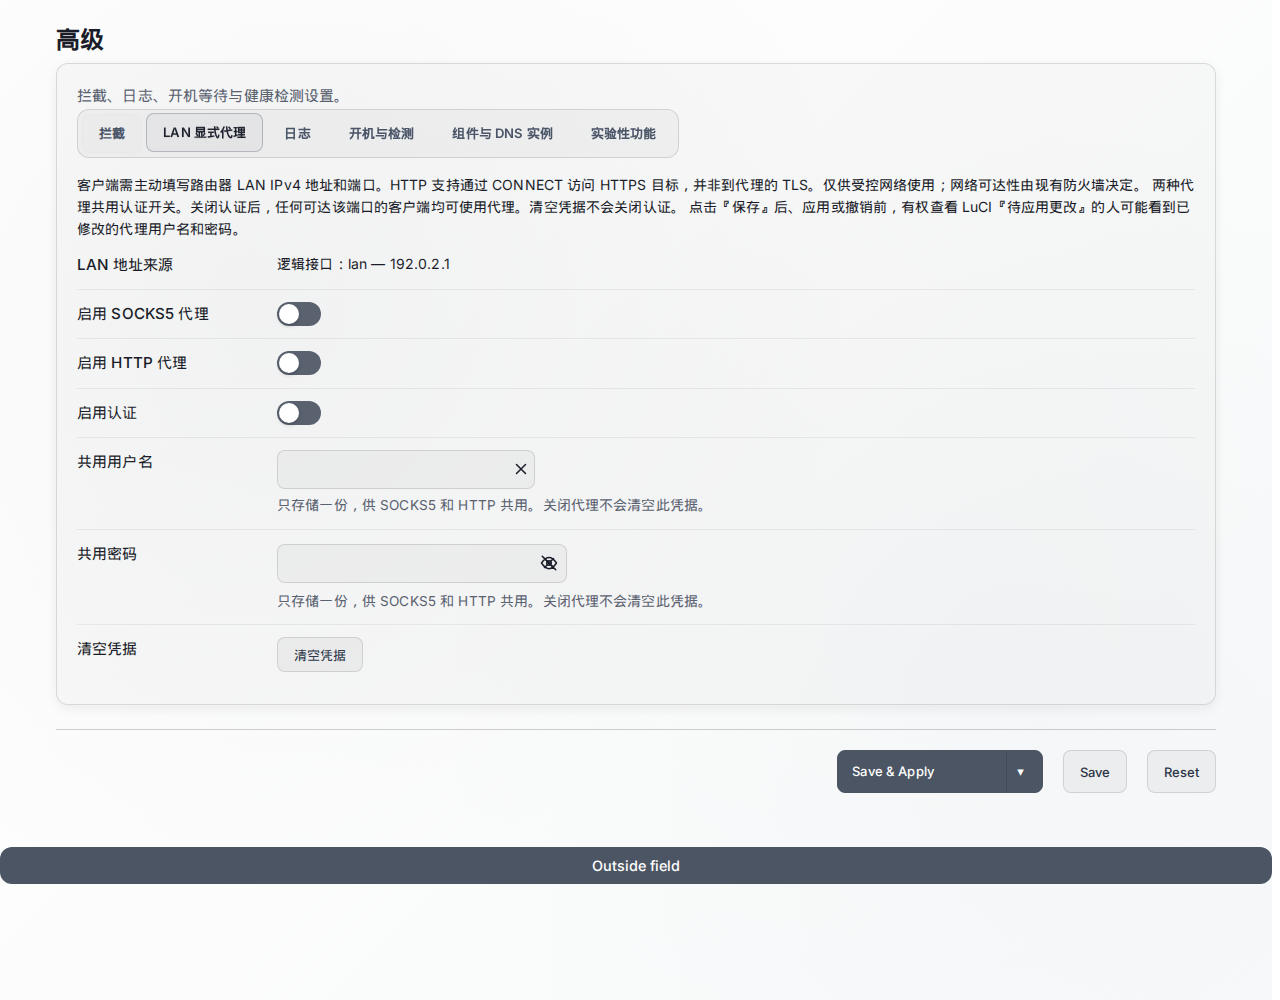 高级
拦截、日志、开机等待与健康检测设置。
拦截 LAN 显式代理 日志 开机与检测 组件与 DNS 实例 实验性功能
客户端需主动填写路由器 LAN IPv4 地址和端口。HTTP 支持通过 CONNECT 访问 HTTPS 目标，并非到代理的 TLS。仅供受控网络使用；网络可达性由现有防火墙决定。 两种代
理共用认证开关。关闭认证后，任何可达该端口的客户端均可使用代理。清空凭据不会关闭认证。 点击『保存』后、应用或撤销前，有权查看 LuCI『待应用更改』的人可能看到已
修改的代理用户名和密码。
LAN 地址来源 逻辑接口：lan — 192.0.2.1
启用 SOCKS5 代理
启用 HTTP 代理
启用认证
共用用户名
只存储一份，供 SOCKS5 和 HTTP 共用。关闭代理不会清空此凭据。
共用密码
只存储一份，供 SOCKS5 和 HTTP 共用。关闭代理不会清空此凭据。
清空凭据 清空凭据
Save & Apply ▾ Save Reset
Outside field